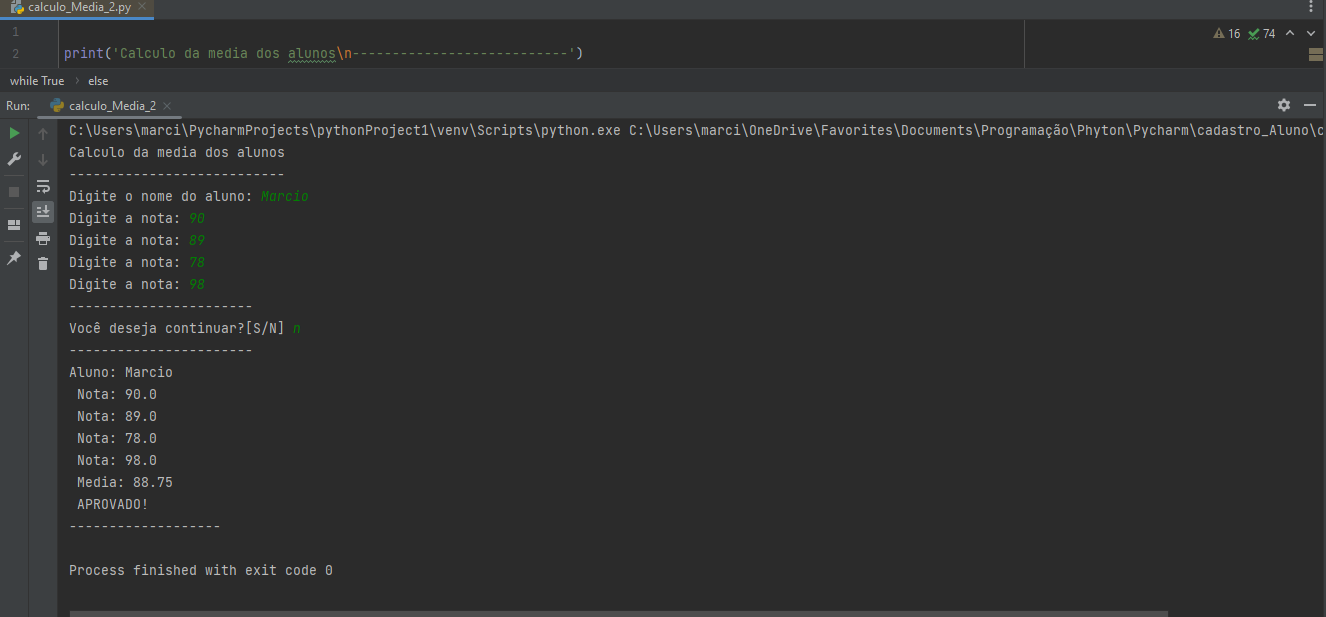 calculo_Media_2.py
1
16 74
2 print('Calculo da media dos alunos\n---------------------------')
while True > else
Run: calculo_Media_2
C:\Users\marci\PycharmProjects\pythonProject1\venv\Scripts\python.exe C:\Users\marci\OneDrive\Favorites\Documents\Programação\Phyton\Pycharm\cadastro_Aluno\c
Calculo da media dos alunos
---------------------------
Digite o nome do aluno: Marcio
Digite a nota: 90
Digite a nota: 89
Digite a nota: 78
Digite a nota: 98
-----------------------
Você deseja continuar?[S/N] n
-----------------------
Aluno: Marcio
Nota: 90.0
Nota: 89.0
Nota: 78.0
Nota: 98.0
Media: 88.75
APROVADO!
-------------------
Process finished with exit code 0